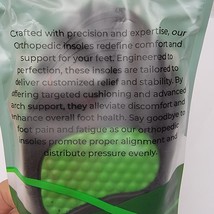 Crafted with precision and expertise, our
Orthopedic insoles redefine comfort and
support for your feet. Engineered to
perfection, these insoles are tailored to
deliver customized relief and stability. By
offering targeted cushioning and advanced
arch support, they alleviate discomfort and
enhance overall foot health. Say goodbye to
foot pain and fatigue as our orthopedic
insoles promote proper alignment and
distribute pressure evenly.